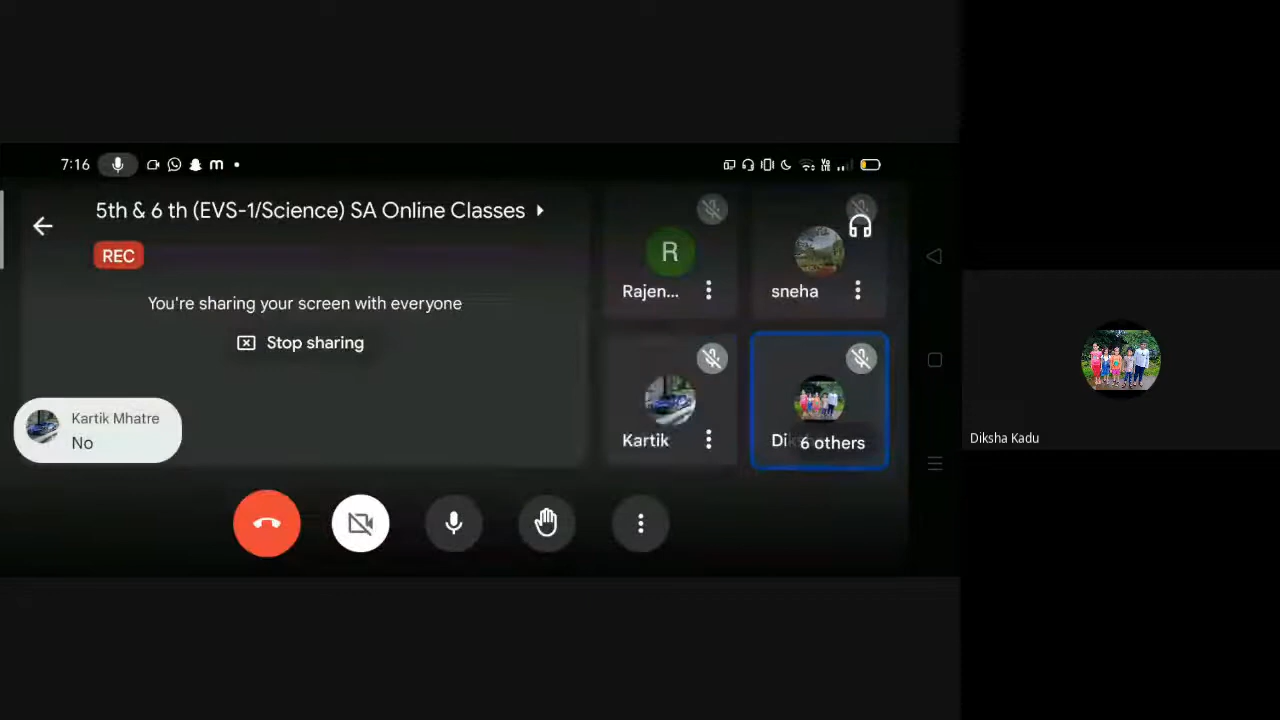 7:16
5th & 6 th (EVS-1/Science) SA Online Classes
REC
You're sharing your screen with everyone
Stop sharing
Kartik Mhatre
No
R
Rajen...
sneha
Kartik
6 others
Diksha Kadu